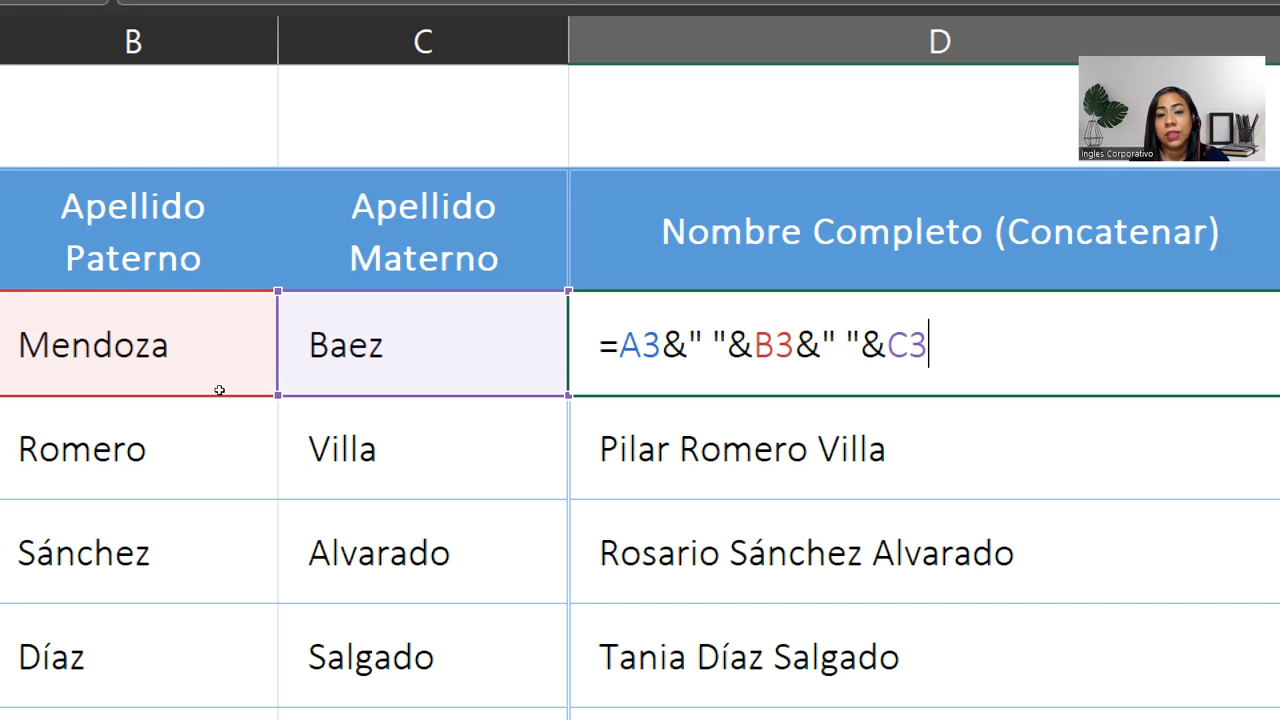 B C D
Ingles Corporativo
Apellido Paterno
Apellido Materno
Nombre Completo (Concatenar)
Mendoza Baez =A3&" "&B3&" "&C3
Romero Villa Pilar Romero Villa
Sánchez Alvarado Rosario Sánchez Alvarado
Díaz Salgado Tania Díaz Salgado